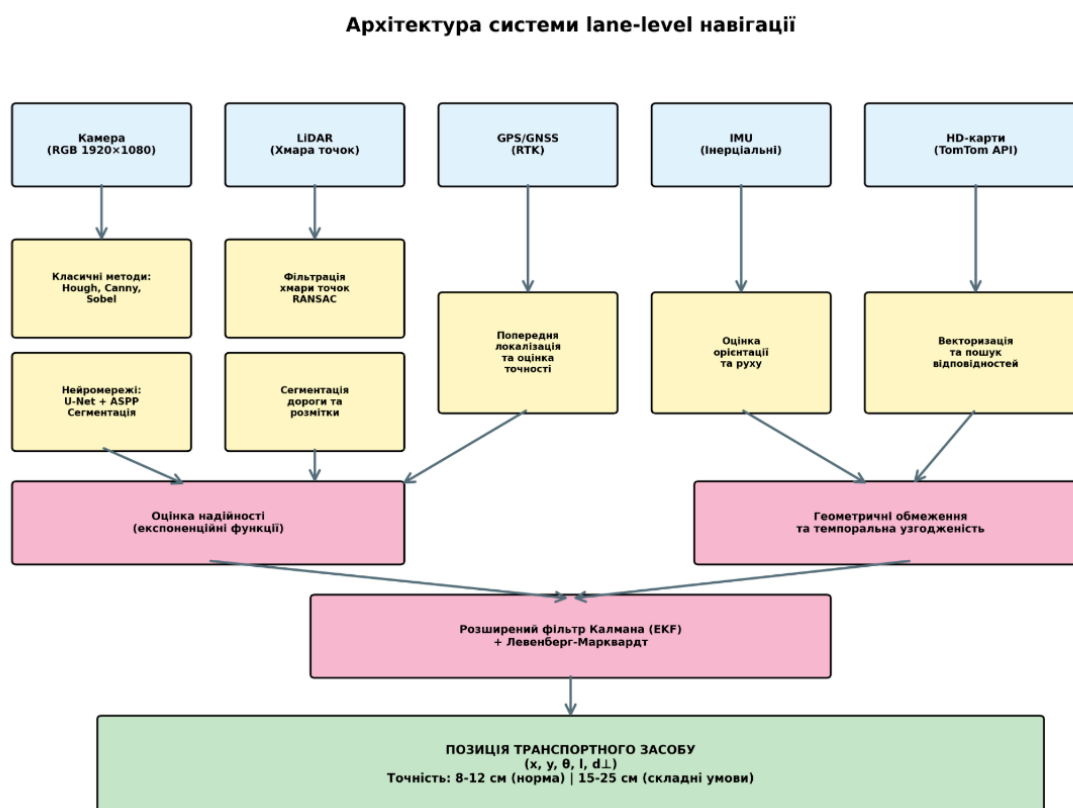 Архітектура системи lane-level навігації
Камера
(RGB 1920×1080)
LiDAR
(Хмара точок)
GPS/GNSS
(RTK)
IMU
(Інерціальні)
HD-карти
(TomTom API)
Класичні методи:
Hough, Canny,
Sobel
Фільтрація
хмари точок
RANSAC
Попередня
локалізація
та оцінка
точності
Оцінка
орієнтації
та руху
Векторизація
та пошук
відповідностей
Нейромережі:
U-Net + ASPP
Сегментація
Сегментація
дороги та
розмітки
Оцінка надійності
(експоненційні функції)
Геометричні обмеження
та темпоральна узгодженість
Розширений фільтр Калмана (EKF)
+ Левенберг-Марквардт
ПОЗИЦІЯ ТРАНСПОРТНОГО ЗАСОБУ
(x, y, θ, l, d⊥)
Точність: 8-12 см (норма) | 15-25 см (складні умови)